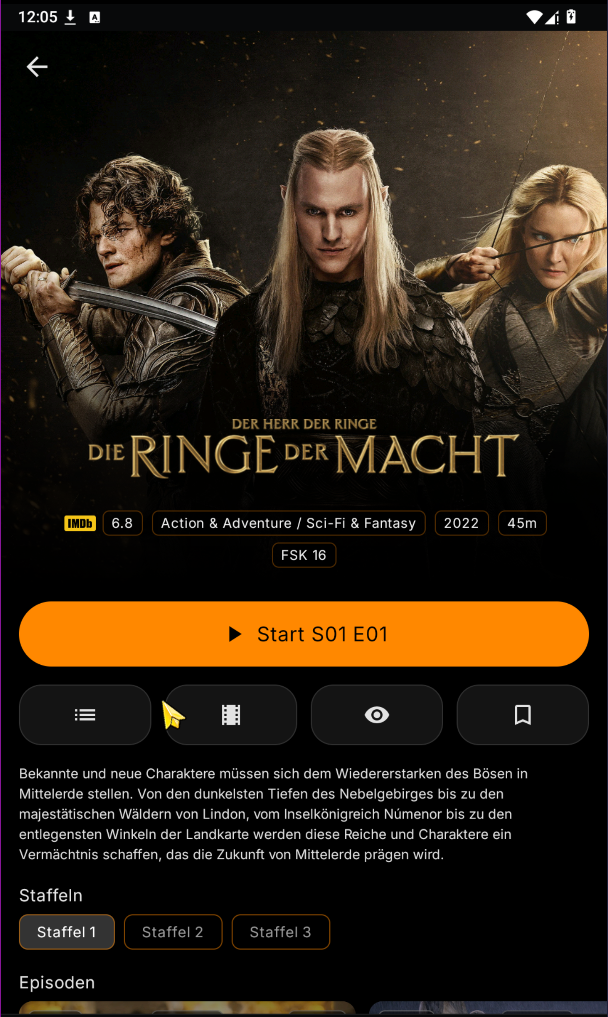 12:05
A
DER HERR DER RINGE
DIE RINGE DER MACHT
IMDb 6.8 Action & Adventure / Sci-Fi & Fantasy 2022 45m
FSK 16
Start S01 E01
Bekannte und neue Charaktere müssen sich dem Wiedererstarken des Bösen in
Mittelerde stellen. Von den dunkelsten Tiefen des Nebelgebirges bis zu den
majestätischen Wäldern von Lindon, vom Inselkönigreich Númenor bis zu den
entlegensten Winkeln der Landkarte werden diese Reiche und Charaktere ein
Vermächtnis schaffen, das die Zukunft von Mittelerde prägen wird.
Staffeln
Staffel 1 Staffel 2 Staffel 3
Episoden